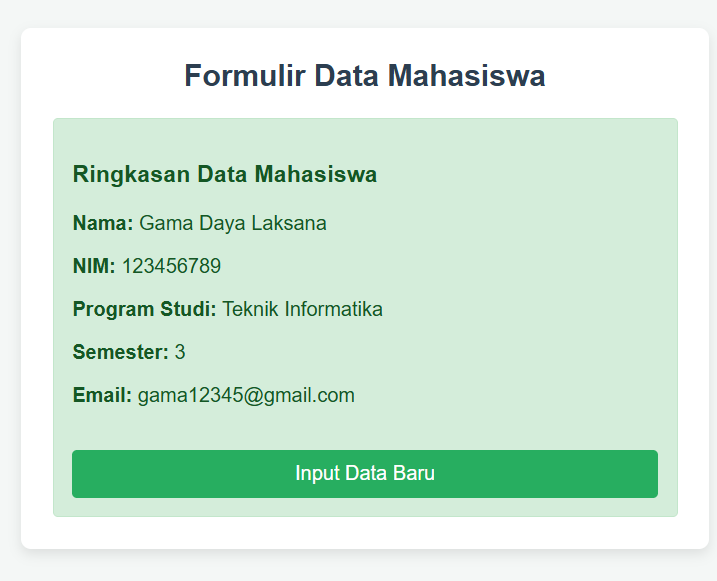 Formulir Data Mahasiswa
Ringkasan Data Mahasiswa
Nama: Gama Daya Laksana
NIM: 123456789
Program Studi: Teknik Informatika
Semester: 3
Email: gama12345@gmail.com
Input Data Baru